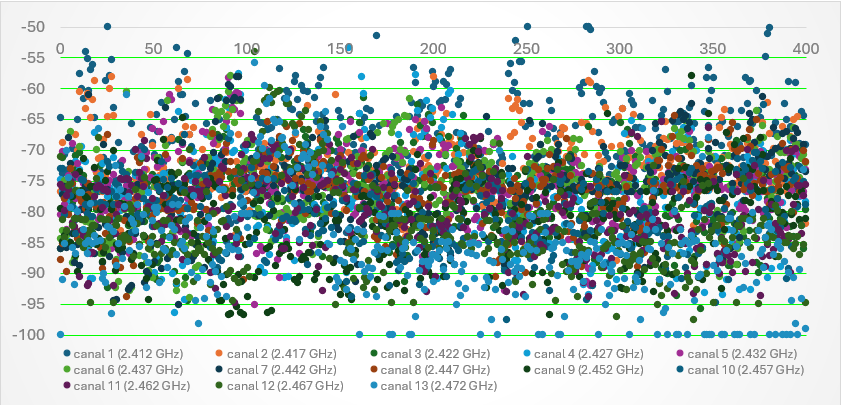 -50
0 50 100 150 200 250 300 350 400
-55
-60
-65
-70
-75
-80
-85
-90
-95
-100
canal 1 (2.412 GHz) canal 2 (2.417 GHz) canal 3 (2.422 GHz) canal 4 (2.427 GHz) canal 5 (2.432 GHz)
canal 6 (2.437 GHz) canal 7 (2.442 GHz) canal 8 (2.447 GHz) canal 9 (2.452 GHz) canal 10 (2.457 GHz)
canal 11 (2.462 GHz) canal 12 (2.467 GHz) canal 13 (2.472 GHz)